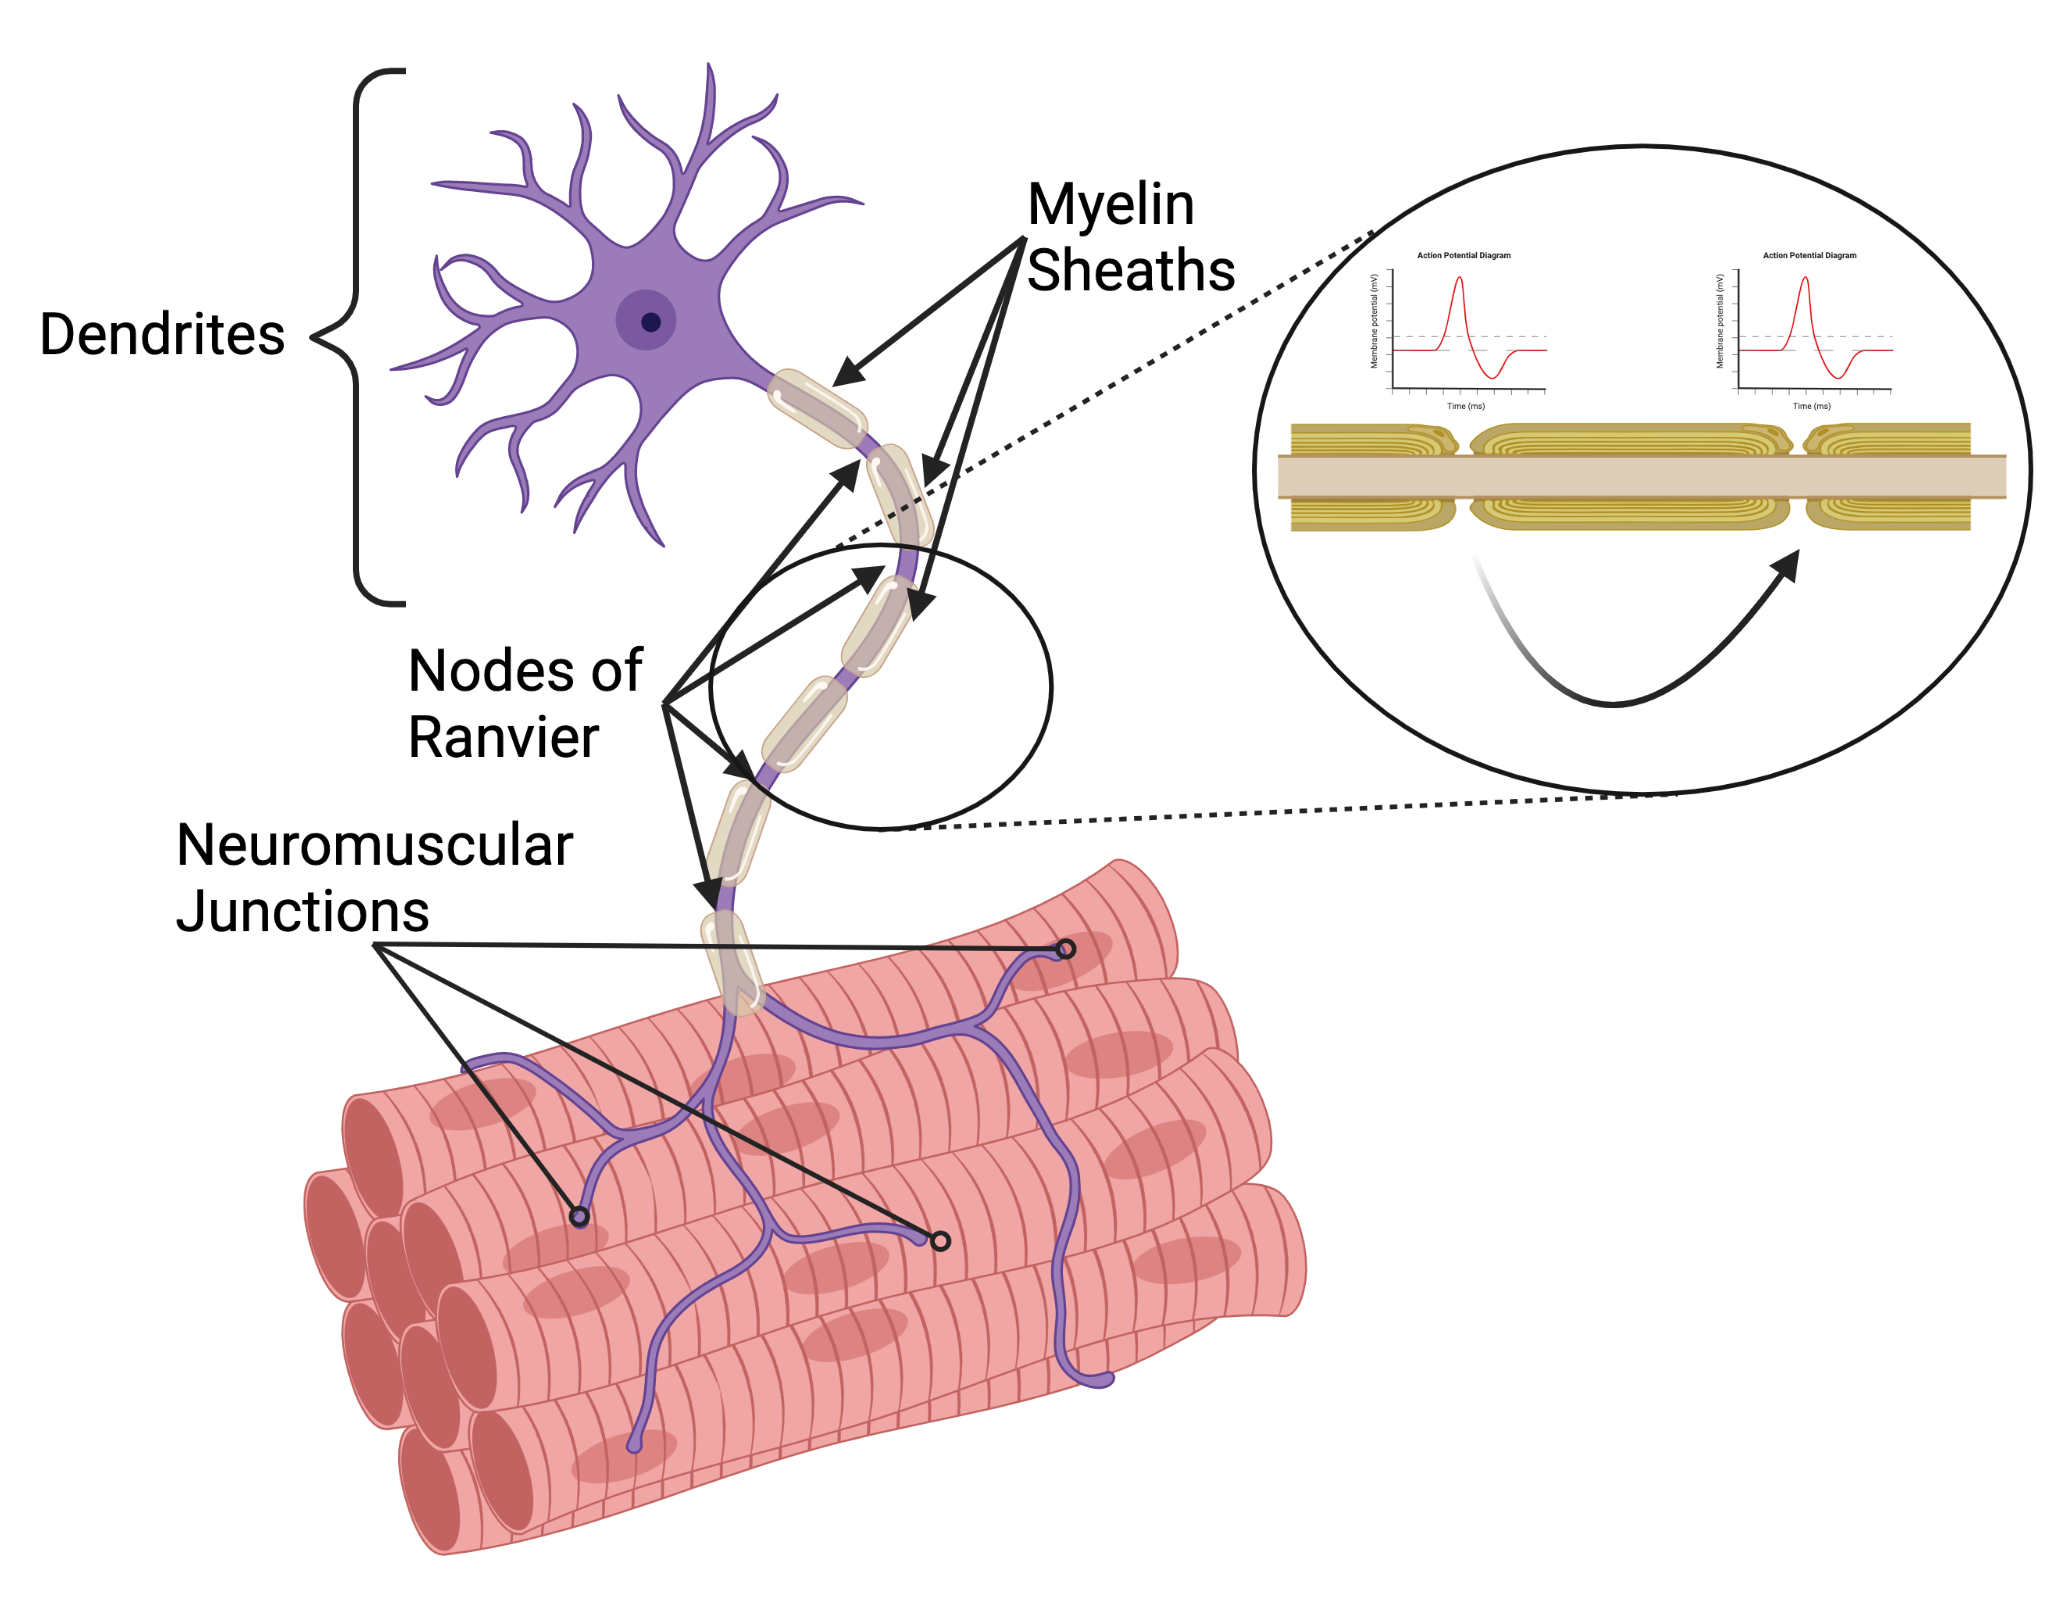 Dendrites
Myelin
Sheaths
Nodes of
Ranvier
Neuromuscular
Junctions
Action Potential Diagram
Membrane potential (mV)
Time (ms)
Action Potential Diagram
Membrane potential (mV)
Time (ms)